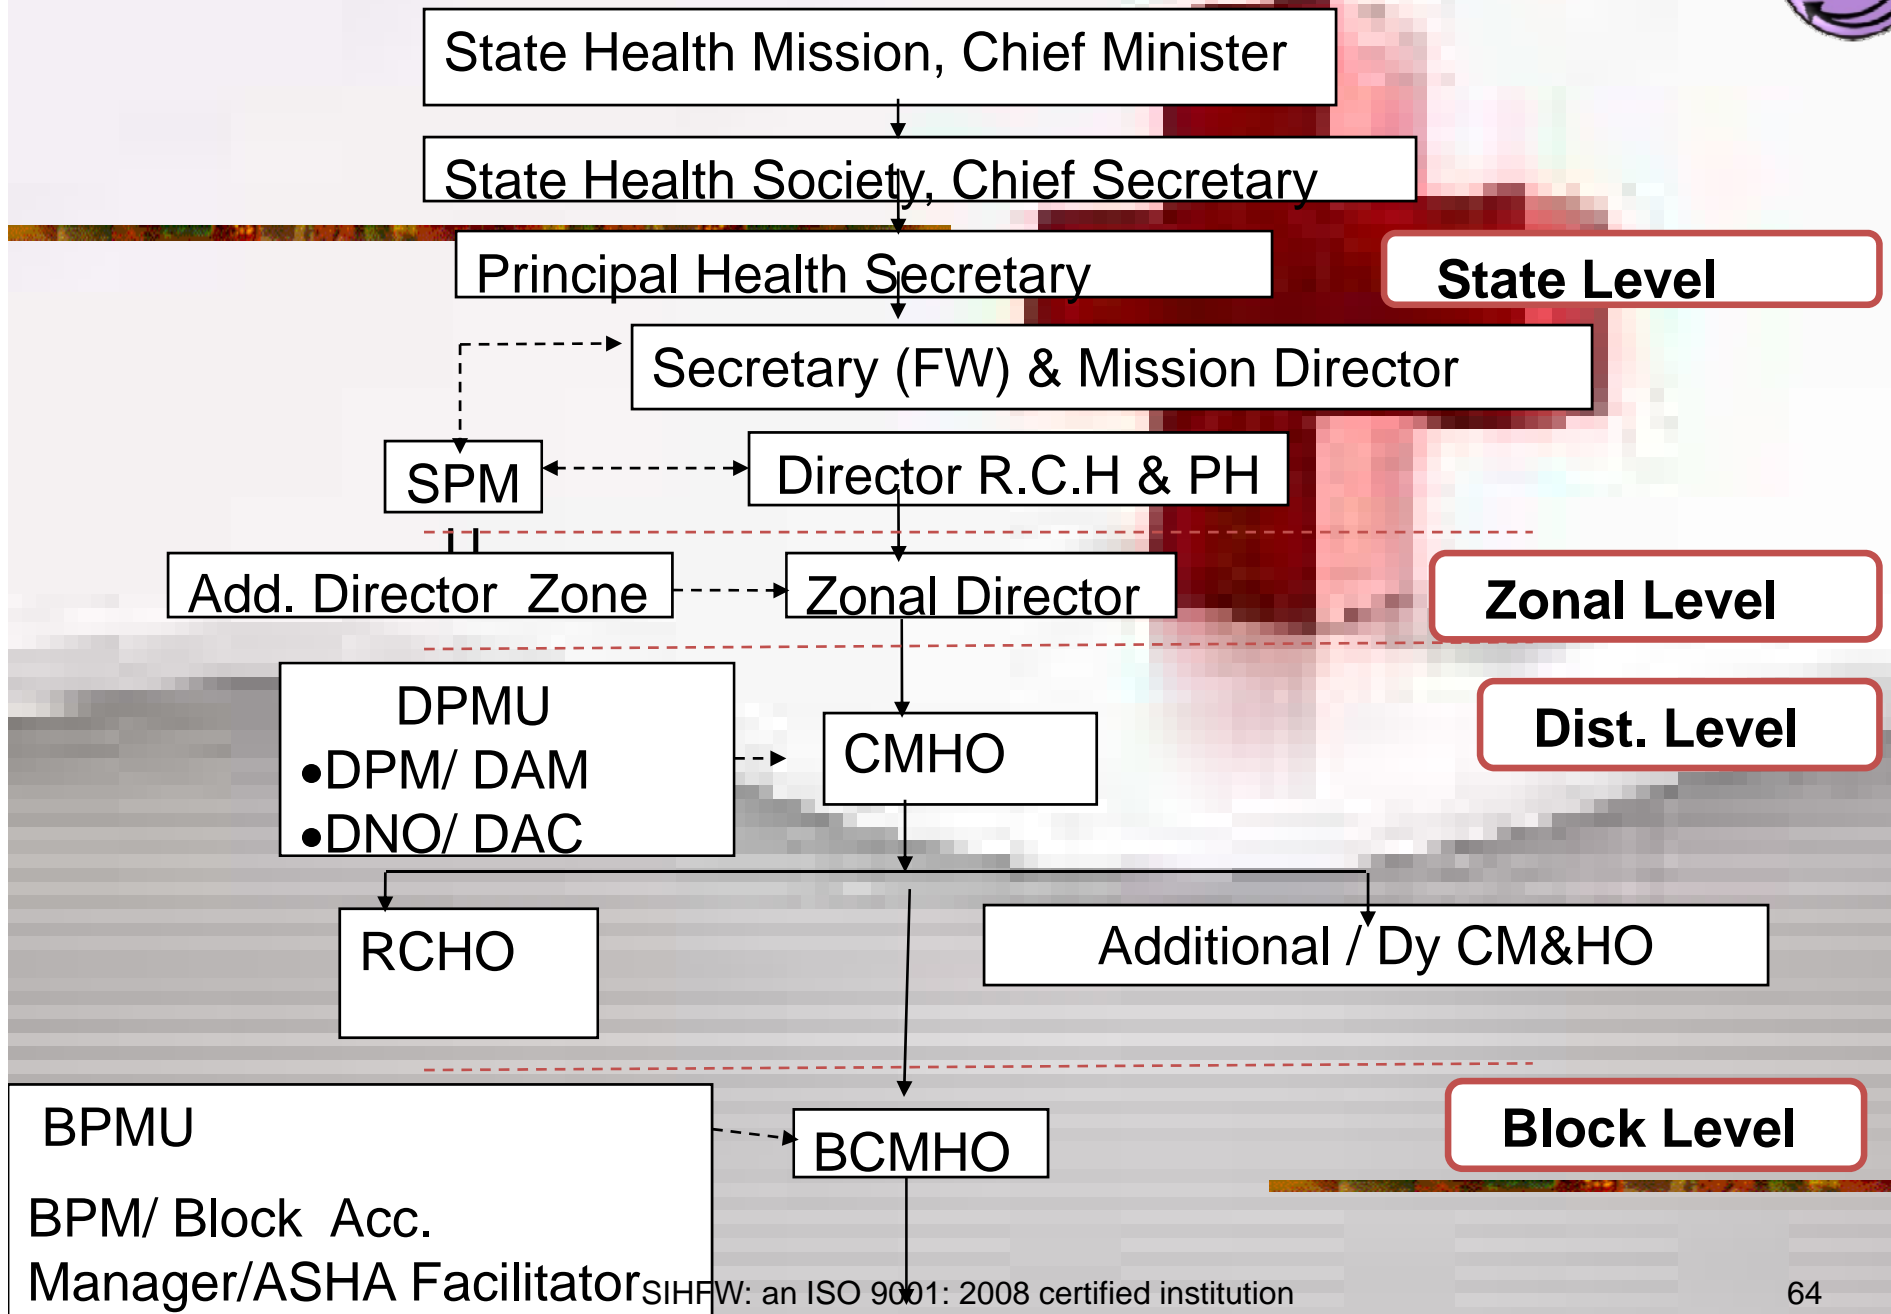 State Health Mission, Chief Minister
State Health Society, Chief Secretary
Principal Health Secretary
State Level
Secretary (FW) & Mission Director
SPM
Director R.C.H & PH
Add. Director Zone
Zonal Director
Zonal Level
DPMU
•DPM/ DAM
•DNO/ DAC
CMHO
Dist. Level
RCHO
Additional / Dy CM&HO
BPMU
BPM/ Block Acc.
Manager/ASHA Facilitator
BCMHO
Block Level
SIHFW: an ISO 9001: 2008 certified institution
64